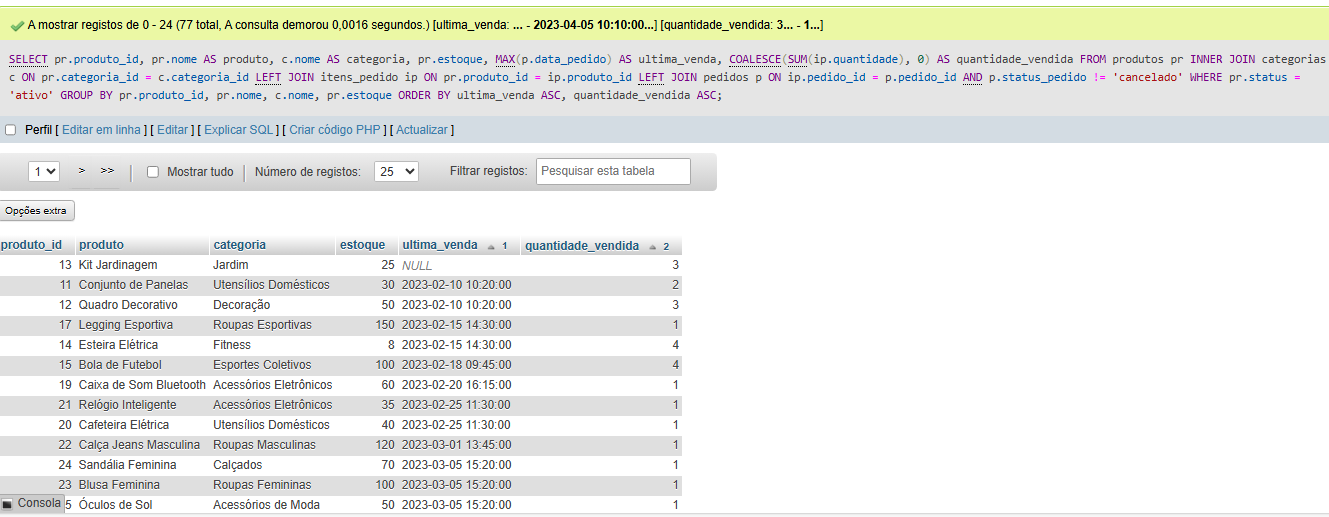 A mostrar registos de 0 - 24 (77 total, A consulta demorou 0,0016 segundos.) [ultima_venda: ... - 2023-04-05 10:10:00...] [quantidade_vendida: 3... - 1...]
SELECT pr.produto_id, pr.nome AS produto, c.nome AS categoria, pr.estoque, MAX(p.data_pedido) AS ultima_venda, COALESCE(SUM(ip.quantidade), 0) AS quantidade_vendida FROM produtos pr INNER JOIN categorias
c ON pr.categoria_id = c.categoria_id LEFT JOIN itens_pedido ip ON pr.produto_id = ip.produto_id LEFT JOIN pedidos p ON ip.pedido_id = p.pedido_id AND p.status_pedido != 'cancelado' WHERE pr.status =
'ativo' GROUP BY pr.produto_id, pr.nome, c.nome, pr.estoque ORDER BY ultima_venda ASC, quantidade_vendida ASC;
Perfil [ Editar em linha ] [ Editar ] [ Explicar SQL ] [ Criar código PHP ] [ Actualizar ]
1 > >> Mostrar tudo Número de registos: 25 Filtrar registos: Pesquisar esta tabela
Opções extra
produto_id produto categoria estoque ultima_venda 1 quantidade_vendida 2
13 Kit Jardinagem Jardim 25 NULL 3
11 Conjunto de Panelas Utensílios Domésticos 30 2023-02-10 10:20:00 2
12 Quadro Decorativo Decoração 50 2023-02-10 10:20:00 3
17 Legging Esportiva Roupas Esportivas 150 2023-02-15 14:30:00 1
14 Esteira Elétrica Fitness 8 2023-02-15 14:30:00 4
15 Bola de Futebol Esportes Coletivos 100 2023-02-18 09:45:00 4
19 Caixa de Som Bluetooth Acessórios Eletrônicos 60 2023-02-20 16:15:00 1
21 Relógio Inteligente Acessórios Eletrônicos 35 2023-02-25 11:30:00 1
20 Cafeteira Elétrica Utensílios Domésticos 40 2023-02-25 11:30:00 1
22 Calça Jeans Masculina Roupas Masculinas 120 2023-03-01 13:45:00 1
24 Sandália Feminina Calçados 70 2023-03-05 15:20:00 1
23 Blusa Feminina Roupas Femininas 100 2023-03-05 15:20:00 1
Consola 5 Óculos de Sol Acessórios de Moda 50 2023-03-05 15:20:00 1